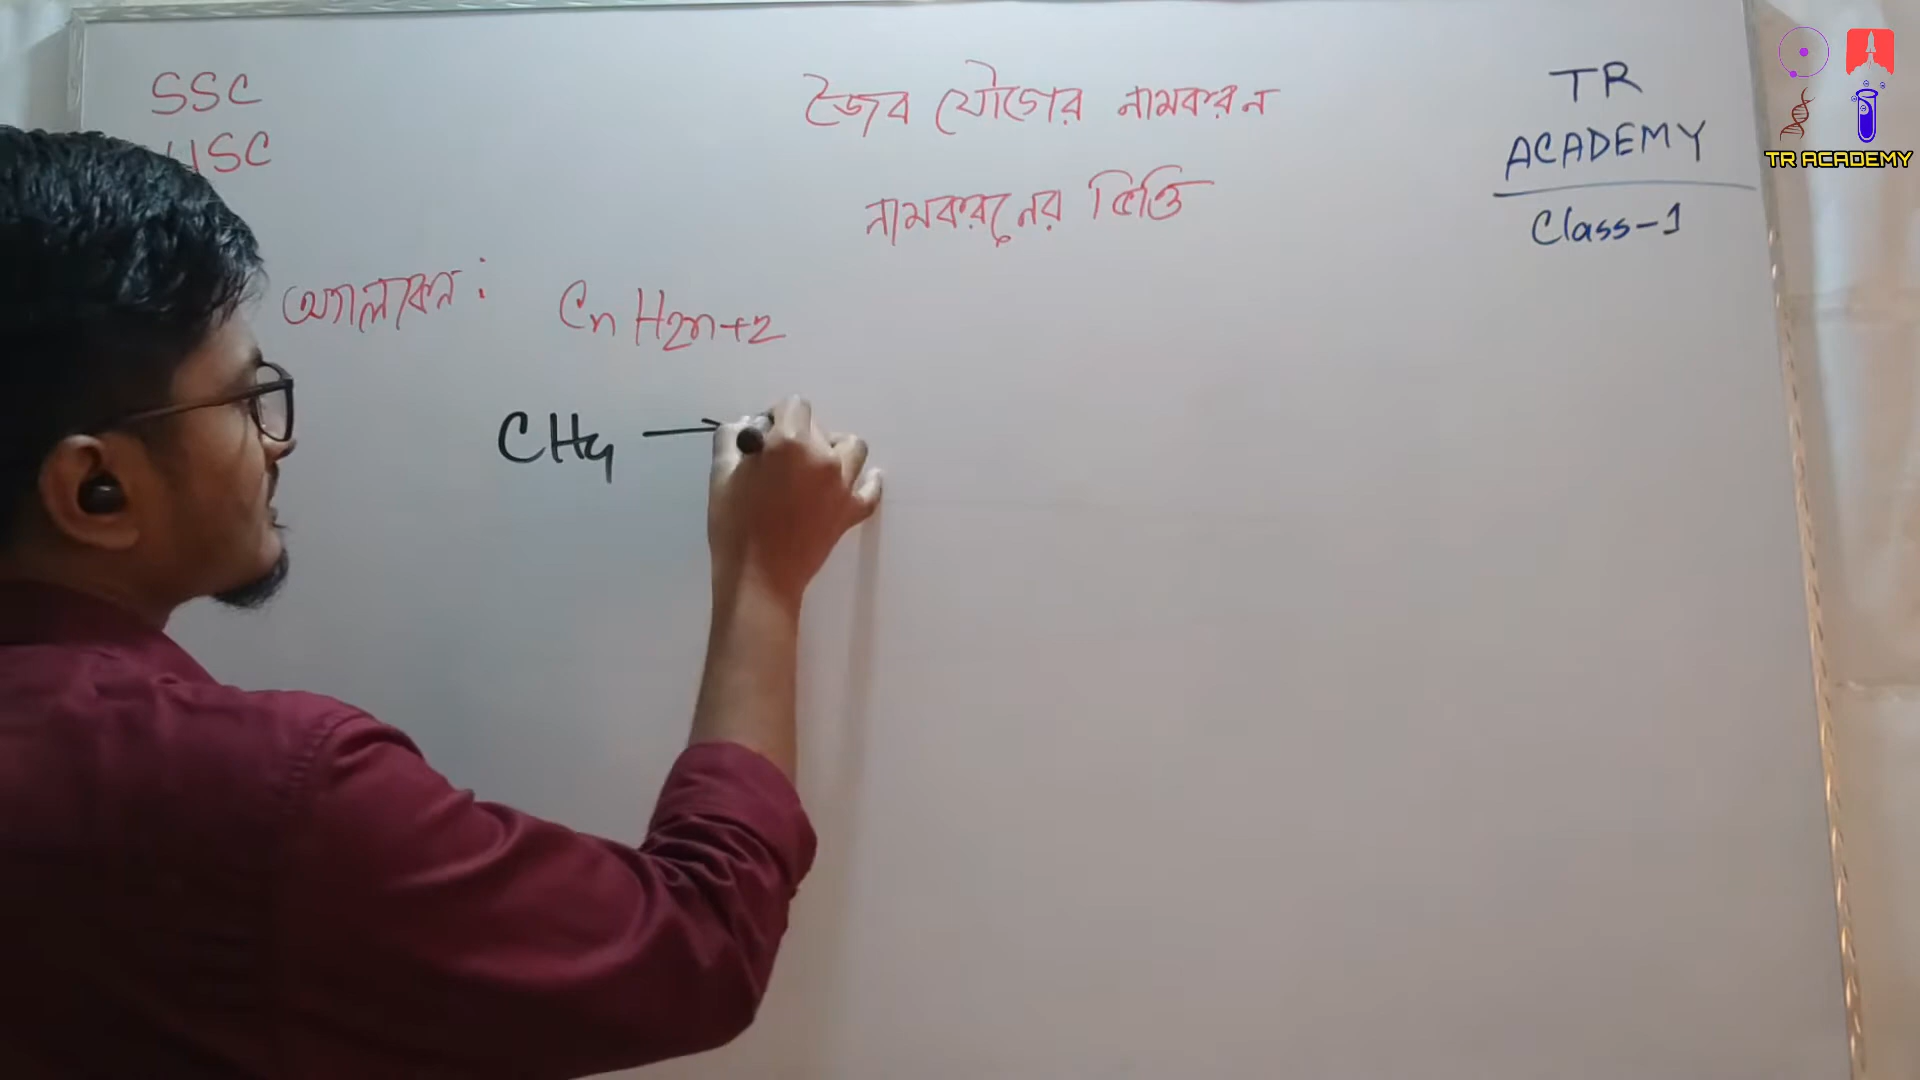 SSC
HSC
জৈব যৌগের নামকরন
নামকরনের ভিত্তি
TR
ACADEMY
Class-1
অ্যালকেন:
CnH2n+2
CH4 →
TR ACADEMY